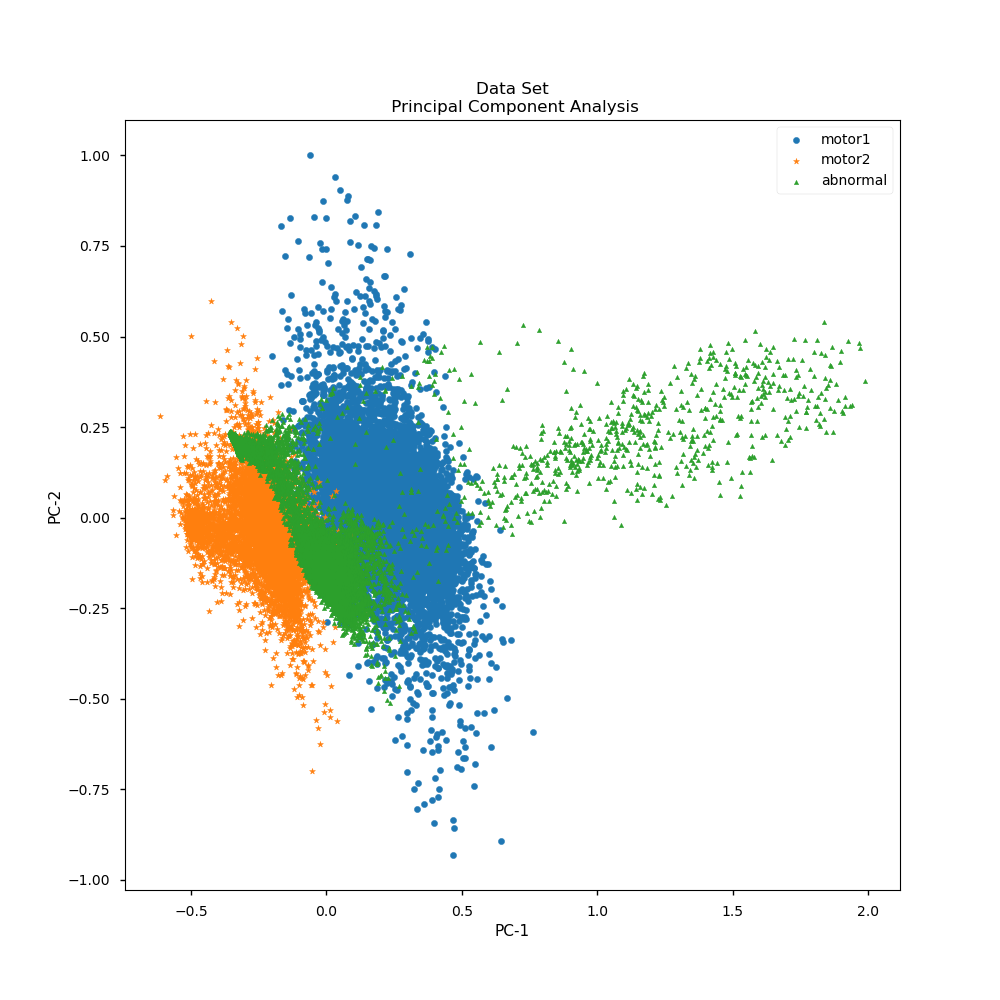 Data Set
Principal Component Analysis
motor1
motor2
abnormal
1.00
0.75
0.50
0.25
0.00
−0.25
−0.50
−0.75
−1.00
PC-2
−0.5
0.0
0.5
1.0
1.5
2.0
PC-1